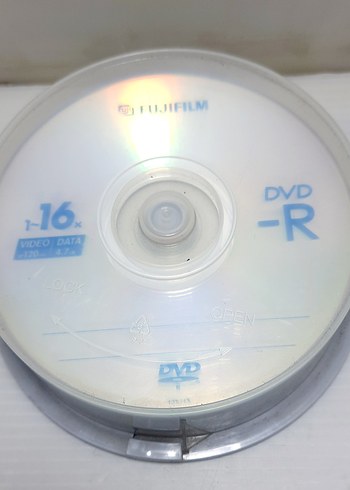 FUJIFILM
1~16x
DVD
-R
VIDEO DATA
LOCK
OPEN
DVD